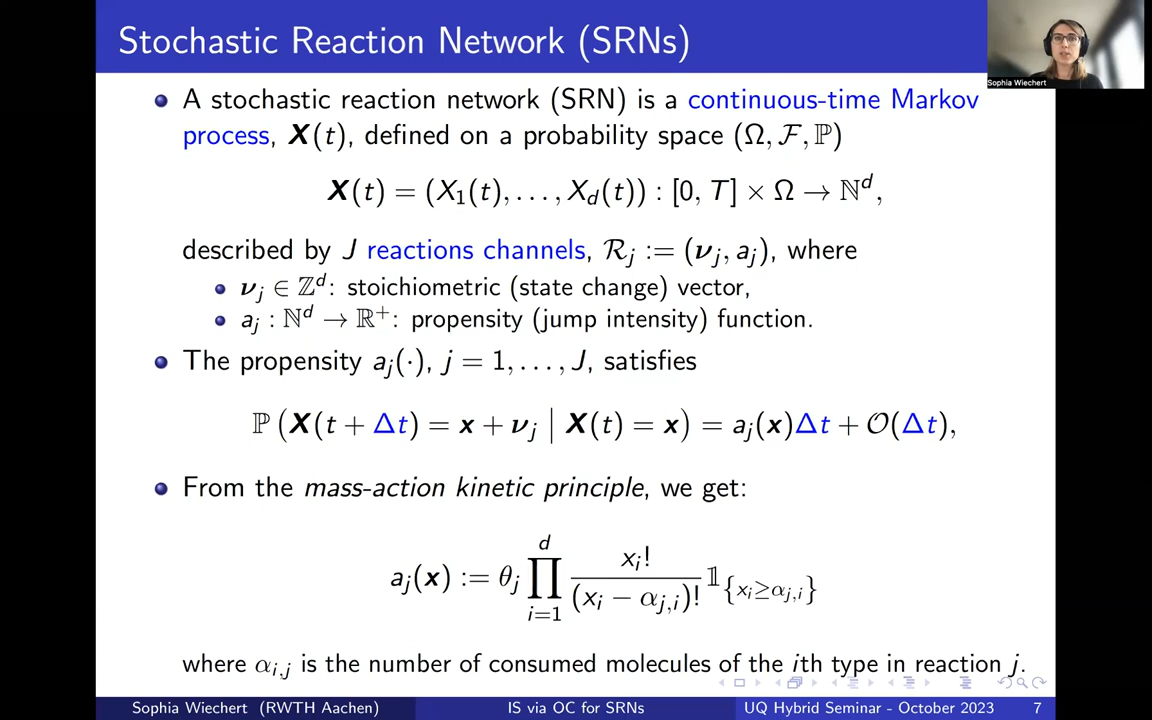 Stochastic Reaction Network (SRNs)
Sophia Wiechert
A stochastic reaction network (SRN) is a continuous-time Markov
process, X(t), defined on a probability space (Ω, ℱ, ℙ)
X(t) = (X₁(t), . . . , X_d(t)) : [0, T] × Ω → ℕ^d,
described by J reactions channels, ℛ_j := (ν_j, a_j), where
ν_j ∈ ℤ^d: stoichiometric (state change) vector,
a_j : ℕ^d → ℝ⁺: propensity (jump intensity) function.
The propensity a_j(·), j = 1, . . . , J, satisfies
ℙ (X(t + Δt) = x + ν_j | X(t) = x) = a_j(x)Δt + 𝒪(Δt),
From the mass-action kinetic principle, we get:
a_j(x) := θ_j ∏_{i=1}^{d} x_i! / (x_i − α_{j,i})! 𝟙_{x_i≥α_{j,i}}
where α_{i,j} is the number of consumed molecules of the ith type in reaction j.
Sophia Wiechert (RWTH Aachen) IS via OC for SRNs UQ Hybrid Seminar - October 2023 7